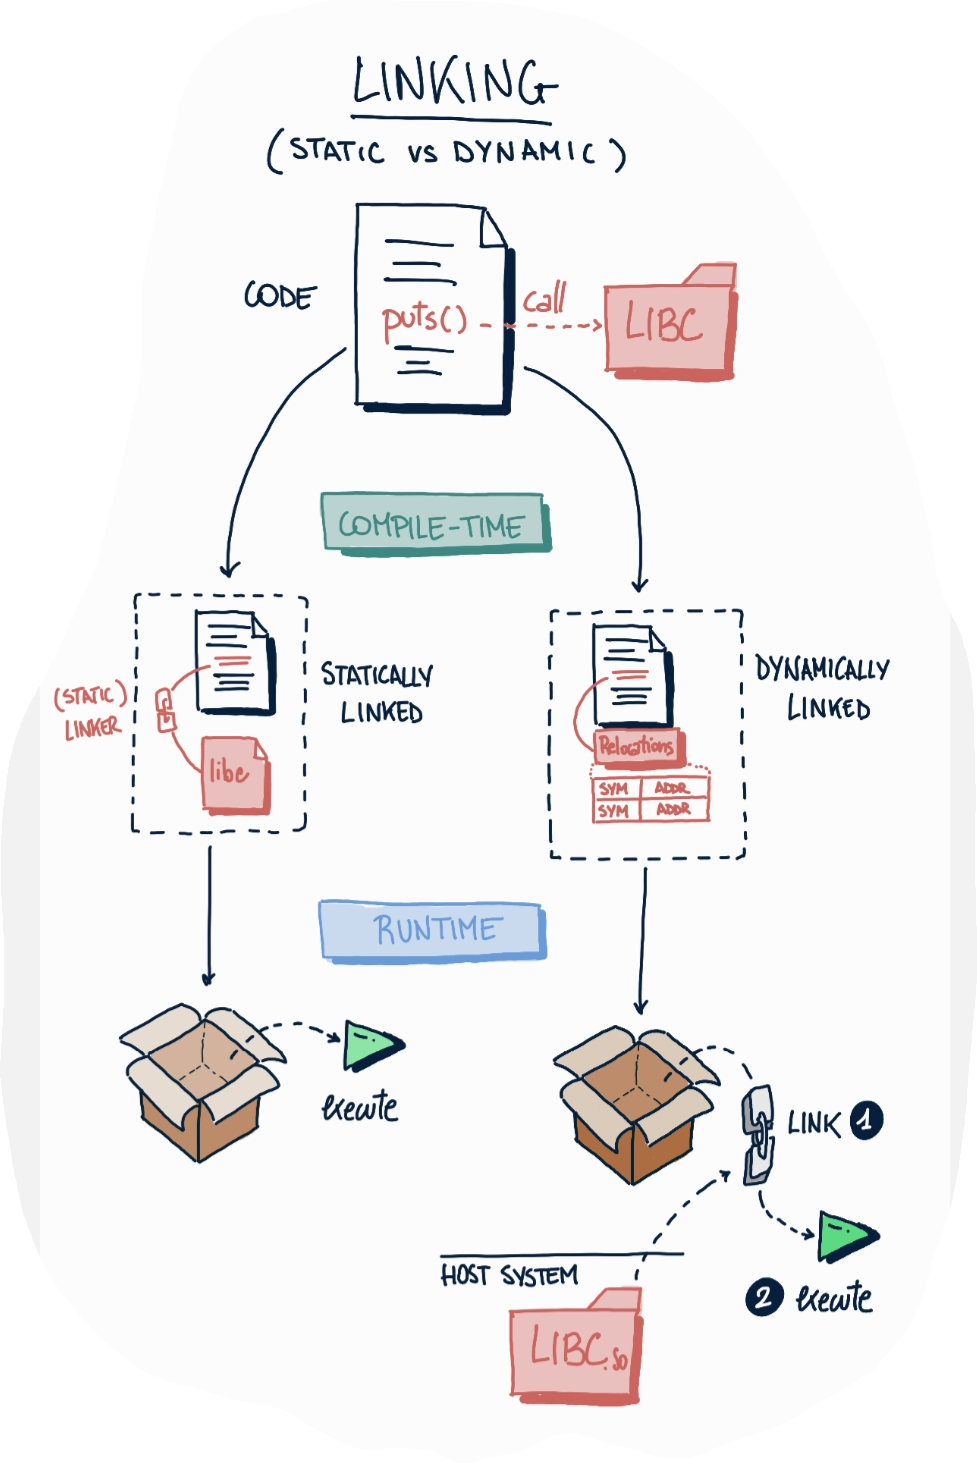 LINKING
(STATIC VS DYNAMIC)
CODE
puts()
call
LIBC
COMPILE-TIME
(STATIC)
LINKER
libc
STATICALLY
LINKED
DYNAMICALLY
LINKED
Relocations
SYM ADDR
SYM ADDR
RUNTIME
execute
LINK 1
2 execute
HOST SYSTEM
LIBC.so